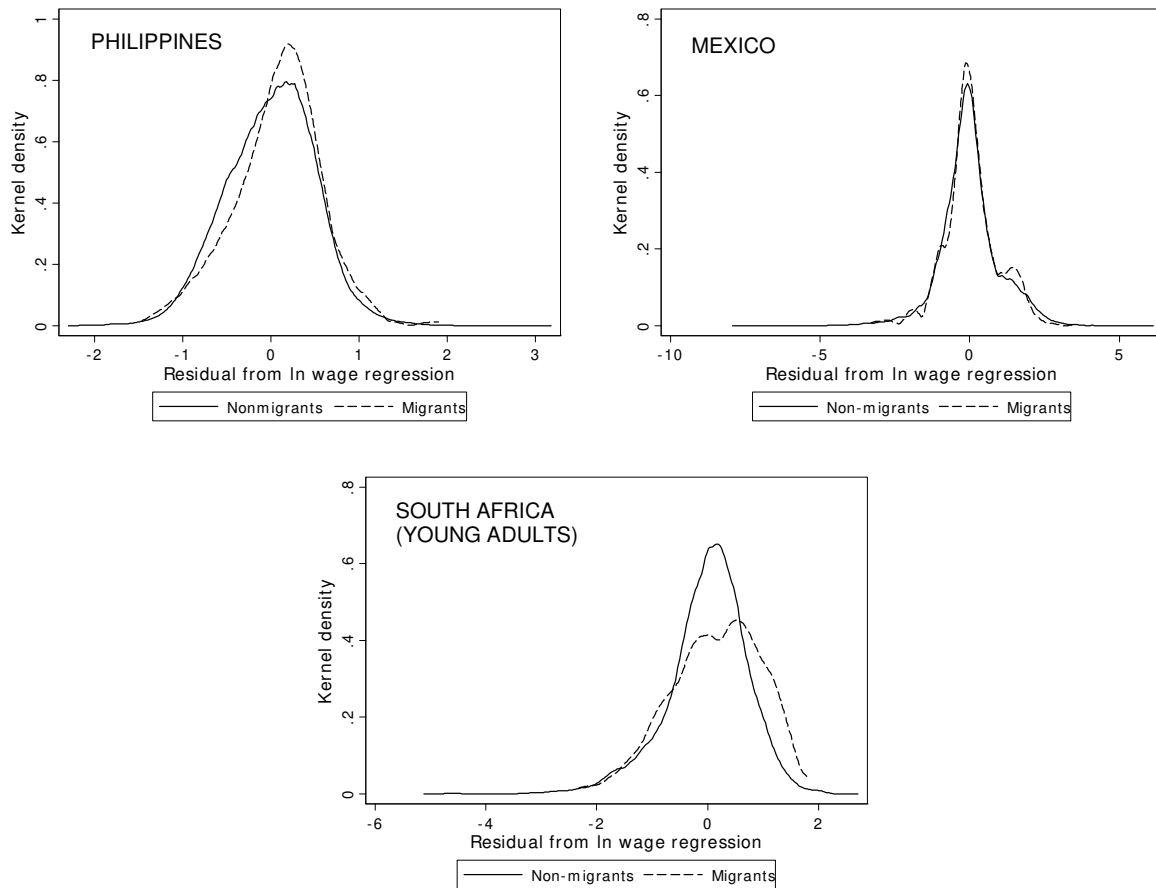 PHILIPPINES
Kernel density
0 .2 .4 .6 .8 1
-2 -1 0 1 2 3
Residual from ln wage regression
Nonmigrants Migrants
MEXICO
Kernel density
0 .2 .4 .6 .8
-10 -5 0 5
Residual from ln wage regression
Non-migrants Migrants
SOUTH AFRICA
(YOUNG ADULTS)
Kernel density
0 .2 .4 .6 .8
-6 -4 -2 0 2
Residual from ln wage regression
Non-migrants Migrants